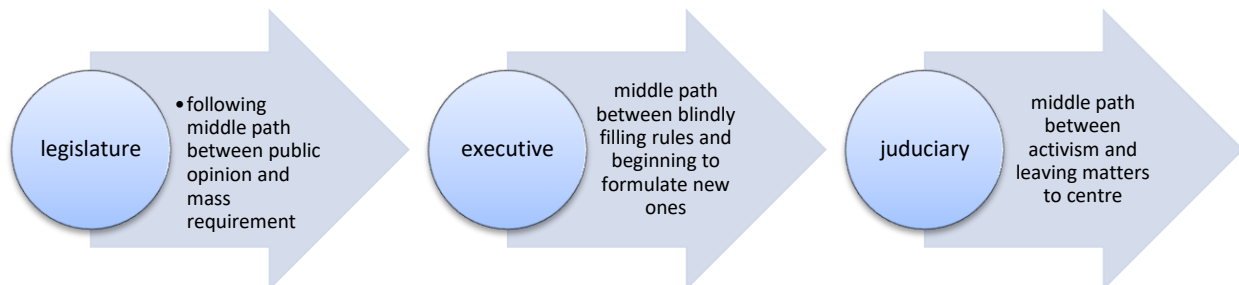 legislature
•following
middle path
between public
opinion and
mass
requirement
executive
middle path
between blindly
filling rules and
beginning to
formulate new
ones
juduciary
middle path
between
activism and
leaving matters
to centre